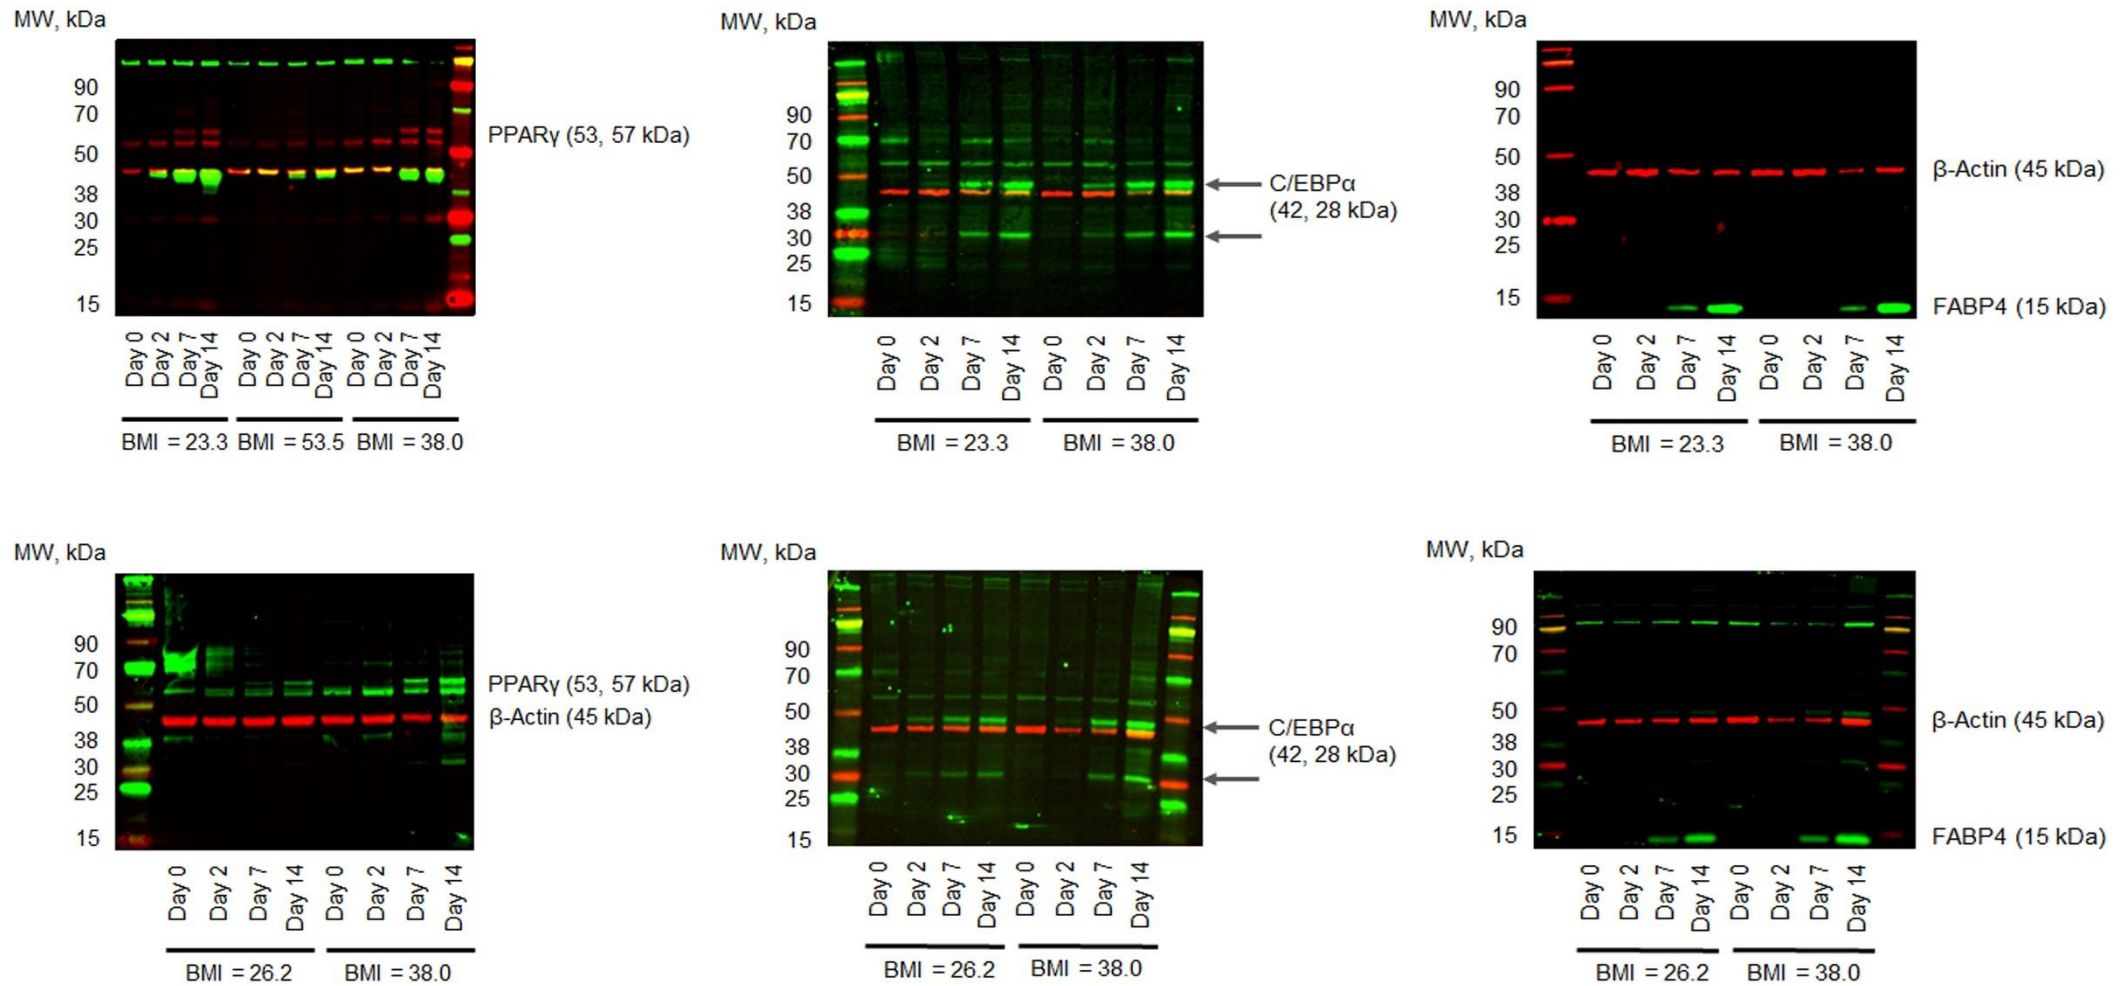 MW, kDa
90
70
50
38
30
25
15
PPARγ (53, 57 kDa)
Day 0
Day 2
Day 7
Day 14
Day 0
Day 2
Day 7
Day 14
Day 0
Day 2
Day 7
Day 14
BMI = 23.3
BMI = 53.5
BMI = 38.0
MW, kDa
90
70
50
38
30
25
15
C/EBPα
(42, 28 kDa)
Day 0
Day 2
Day 7
Day 14
Day 0
Day 2
Day 7
Day 14
BMI = 23.3
BMI = 38.0
MW, kDa
90
70
50
38
30
25
15
β-Actin (45 kDa)
FABP4 (15 kDa)
Day 0
Day 2
Day 7
Day 14
Day 0
Day 2
Day 7
Day 14
BMI = 23.3
BMI = 38.0
MW, kDa
90
70
50
38
30
25
15
PPARγ (53, 57 kDa)
β-Actin (45 kDa)
Day 0
Day 2
Day 7
Day 14
Day 0
Day 2
Day 7
Day 14
BMI = 26.2
BMI = 38.0
MW, kDa
90
70
50
38
30
25
15
C/EBPα
(42, 28 kDa)
Day 0
Day 2
Day 7
Day 14
Day 0
Day 2
Day 7
Day 14
BMI = 26.2
BMI = 38.0
MW, kDa
90
70
50
38
30
25
15
β-Actin (45 kDa)
FABP4 (15 kDa)
Day 0
Day 2
Day 7
Day 14
Day 0
Day 2
Day 7
Day 14
BMI = 26.2
BMI = 38.0